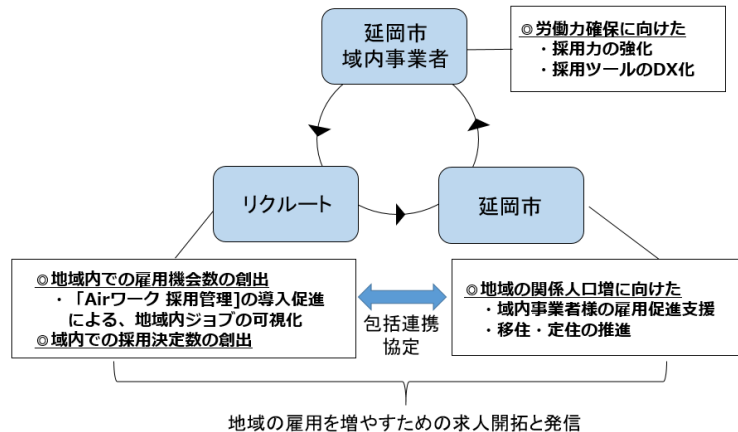 延岡市
域内事業者
◎労働力確保に向けた
・採用力の強化
・採用ツールのDX化
リクルート
延岡市
◎地域内での雇用機会数の創出
・「Airワーク 採用管理]の導入促進
による、地域内ジョブの可視化
◎域内での採用決定数の創出
包括連携
協定
◎地域の関係人口増に向けた
・域内事業者様の雇用促進支援
・移住・定住の推進
地域の雇用を増やすための求人開拓と発信